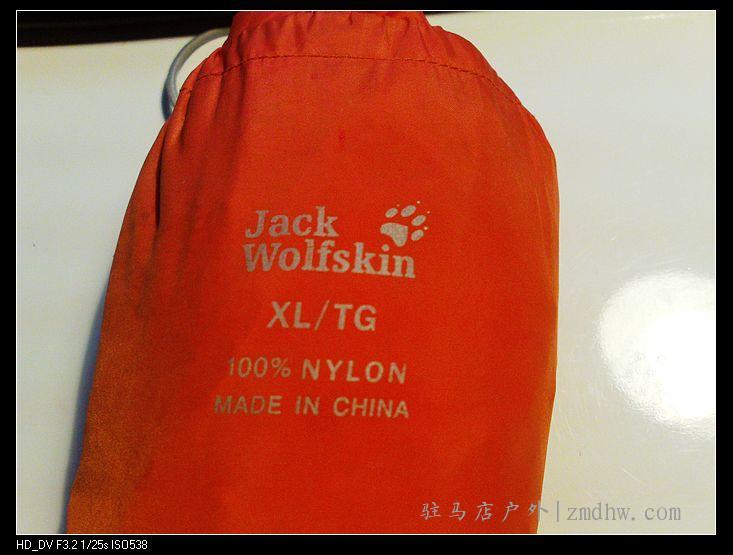 Jack
Wolfskin
XL/TG
100% NYLON
MADE IN CHINA
驻马店户外|zmdhw.com
HD_DV F3.2 1/25s ISO538